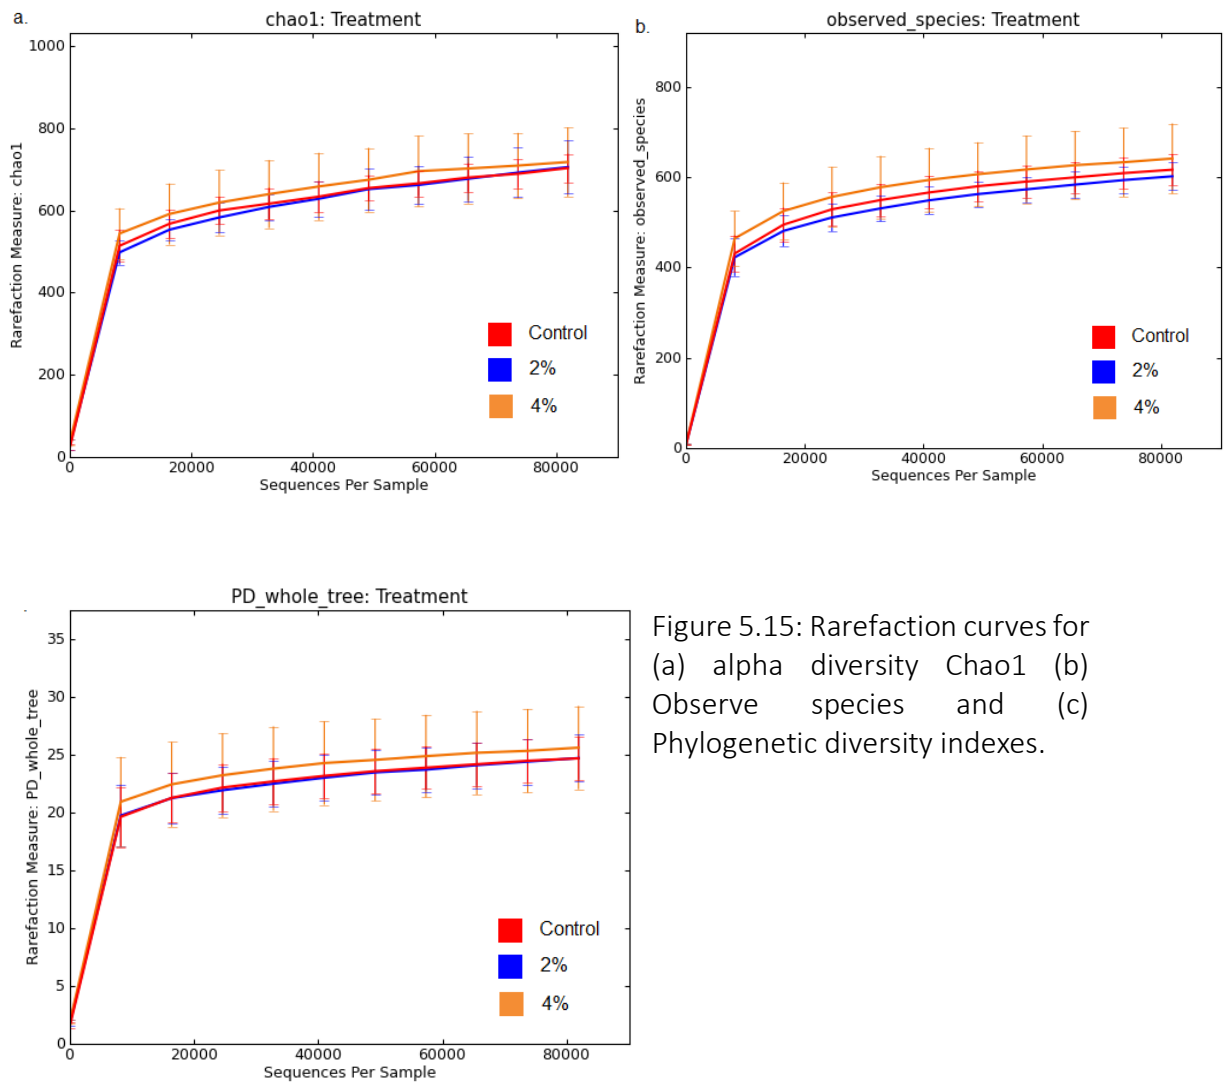 a.
chao1: Treatment
Rarefaction Measure: chao1
1000
800
600
400
200
0
0 20000 40000 60000 80000
Sequences Per Sample
Control
2%
4%
b.
observed_species: Treatment
Rarefaction Measure: observed_species
800
600
400
200
0
0 20000 40000 60000 80000
Sequences Per Sample
Control
2%
4%
PD_whole_tree: Treatment
Rarefaction Measure: PD_whole_tree
35
30
25
20
15
10
5
0
0 20000 40000 60000 80000
Sequences Per Sample
Control
2%
4%
Figure 5.15: Rarefaction curves for
(a) alpha diversity Chao1 (b)
Observe species and (c)
Phylogenetic diversity indexes.